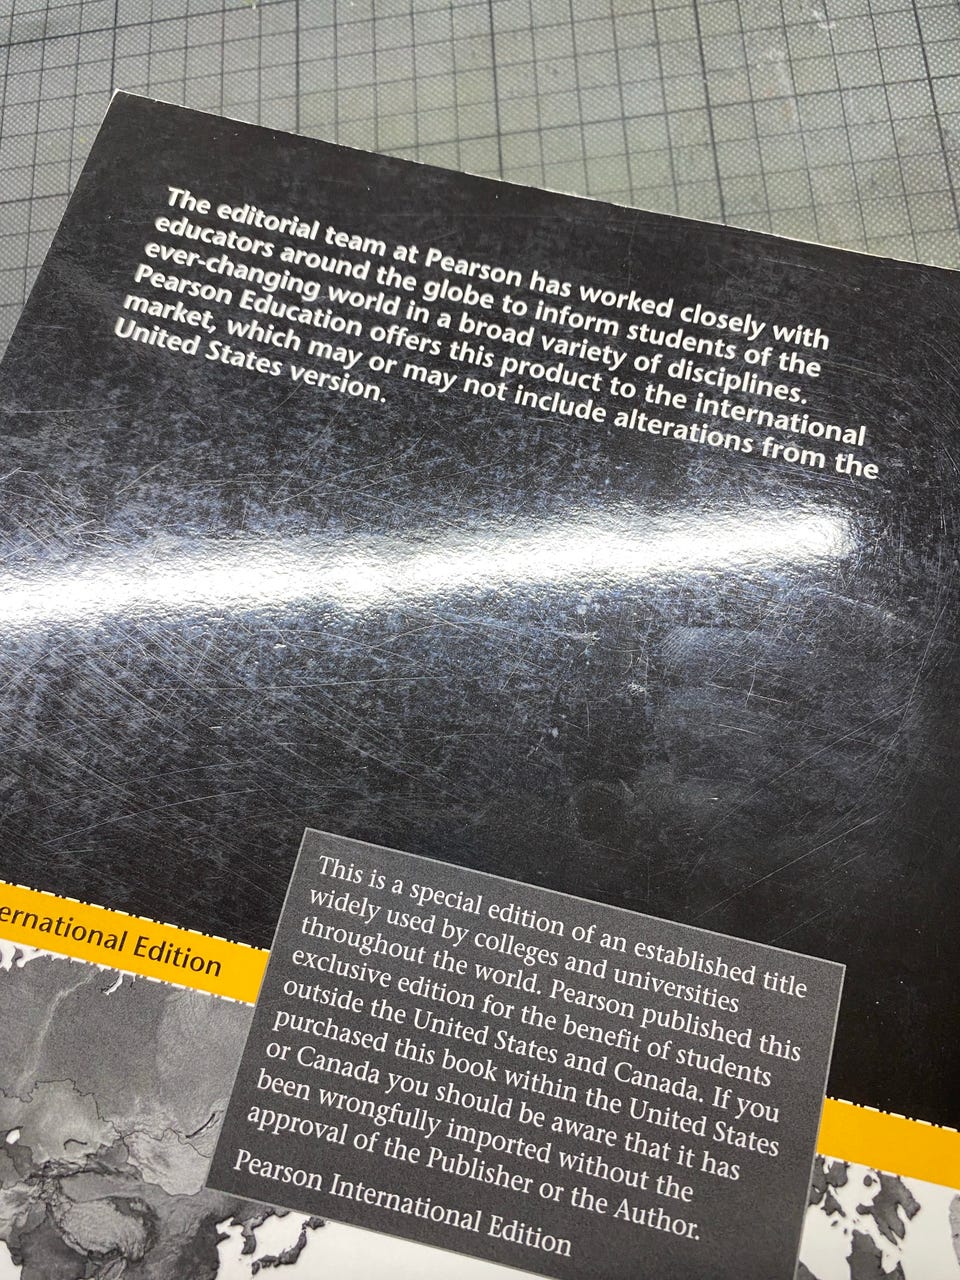 The editorial team at Pearson has worked closely with
educators around the globe to inform students of the
ever-changing world in a broad variety of disciplines.
Pearson Education offers this product to the international
market, which may or may not include alterations from the
United States version.
ernational Edition
This is a special edition of an established title
widely used by colleges and universities
throughout the world. Pearson published this
exclusive edition for the benefit of students
outside the United States and Canada. If you
purchased this book within the United States
or Canada you should be aware that it has
been wrongfully imported without the
approval of the Publisher or the Author.
Pearson International Edition